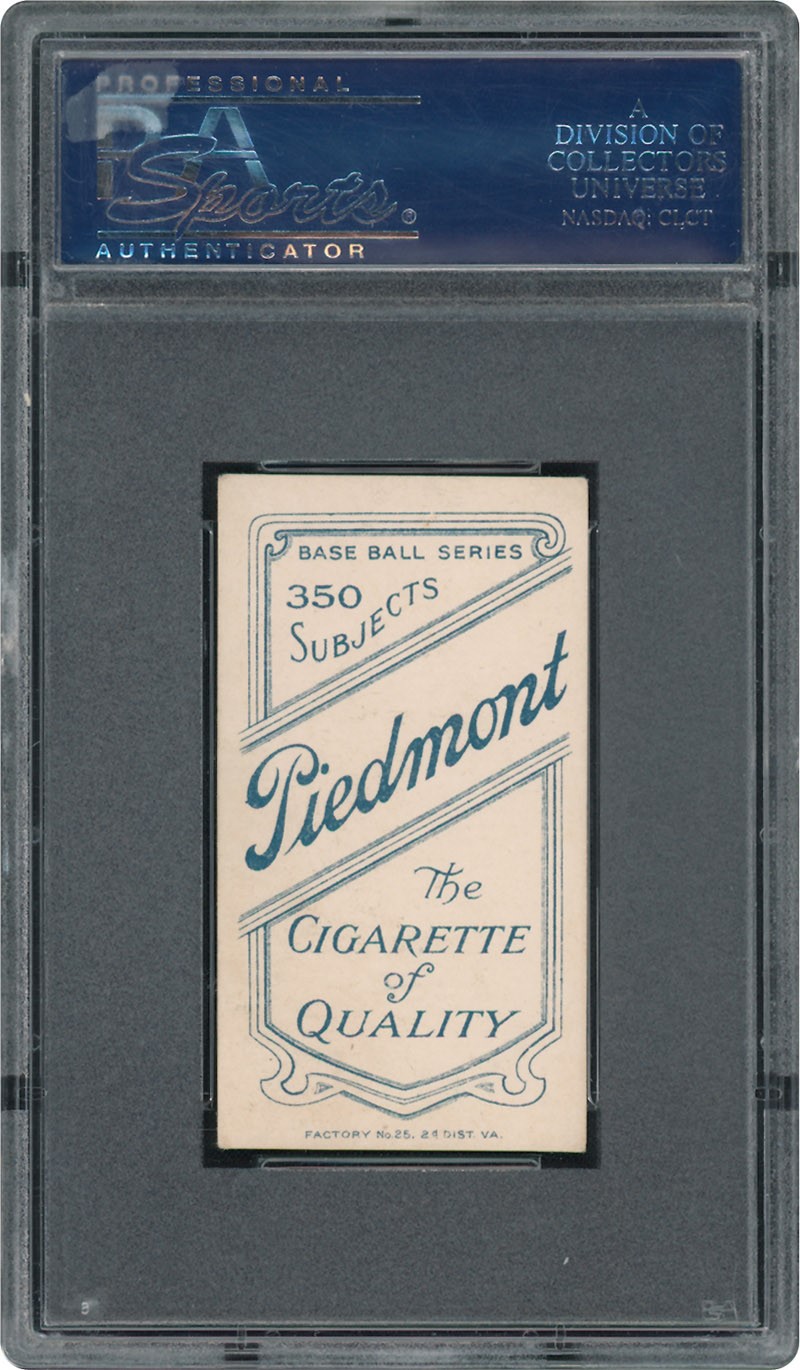 PROFESSIONAL
PSA
Sports®
AUTHENTICATOR
A
DIVISION OF
COLLECTORS
UNIVERSE
NASDAQ: CLCT
BASE BALL SERIES
350
SUBJECTS
Piedmont
The
CIGARETTE
of
QUALITY
FACTORY No. 25. 2d DIST. VA.
PSA